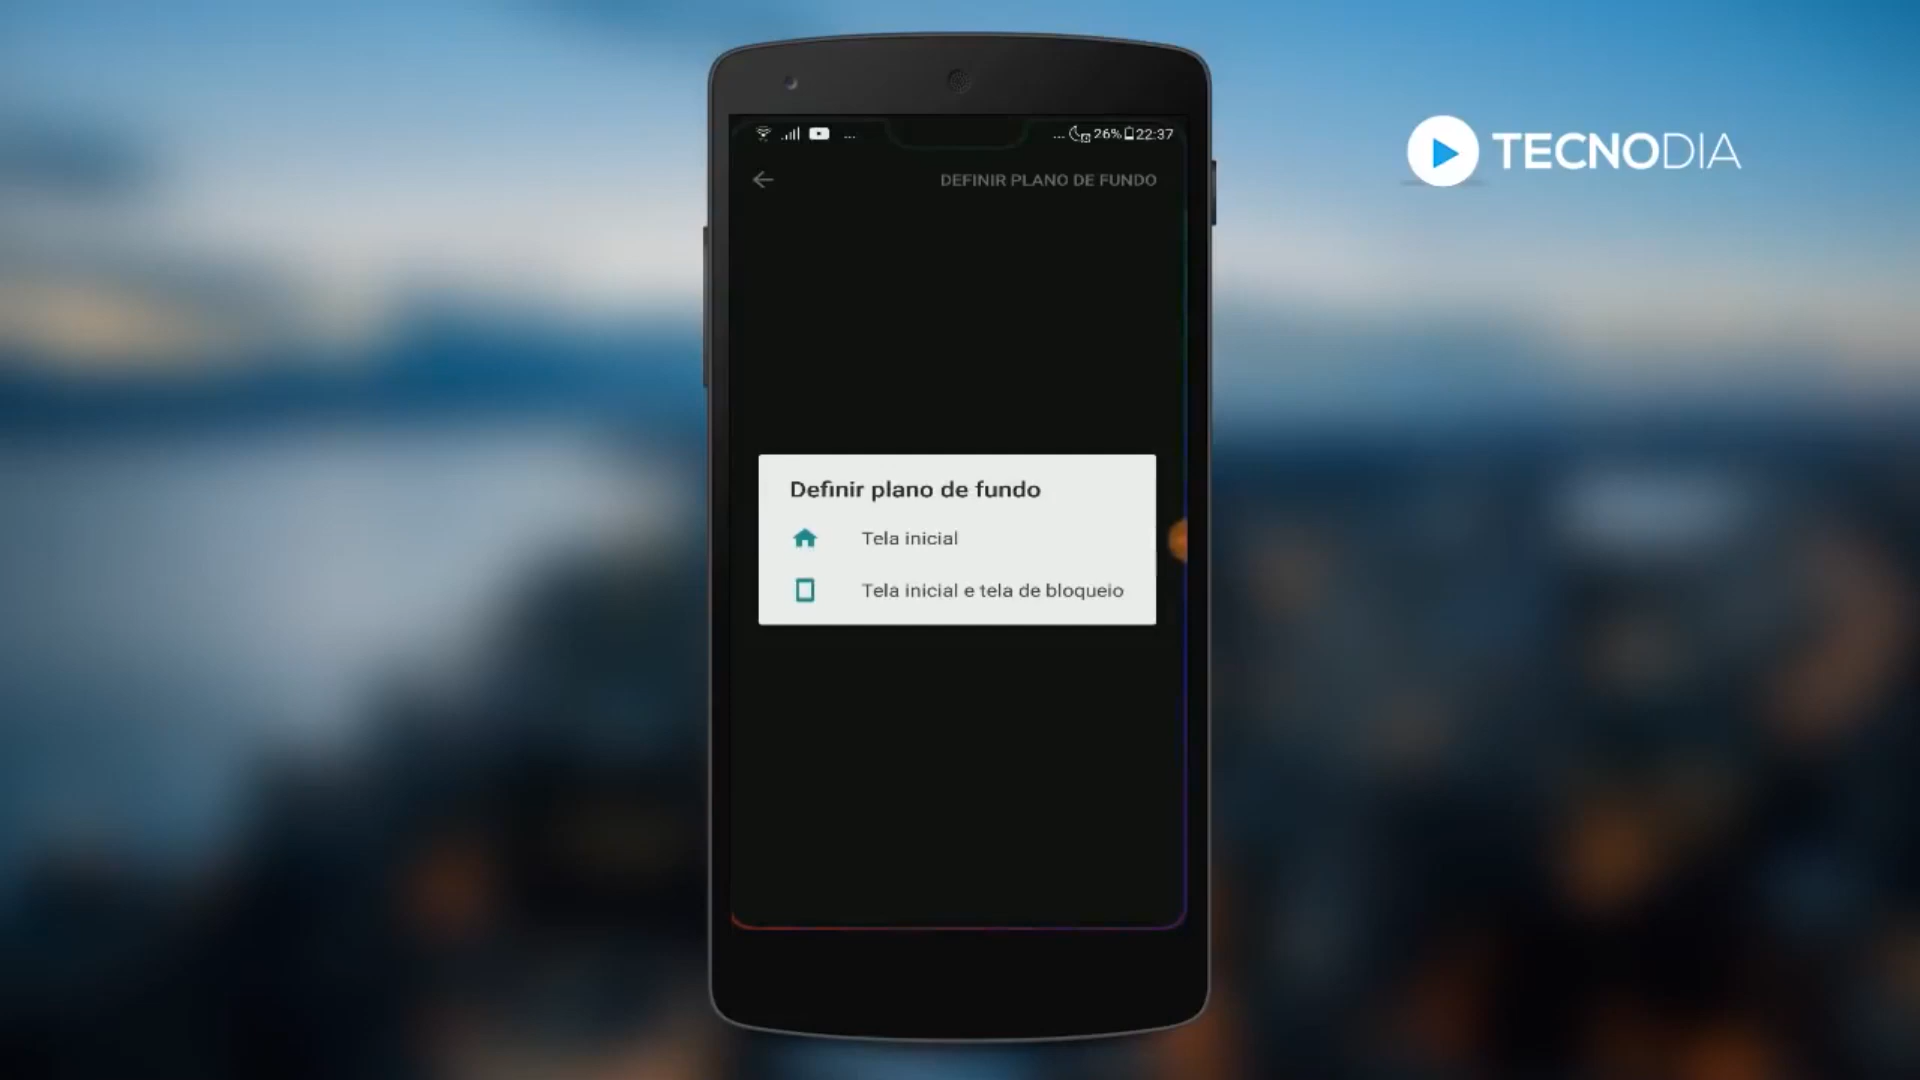 ... 26% 22:37
...
TECNODIA
DEFINIR PLANO DE FUNDO
Definir plano de fundo
Tela inicial
Tela inicial e tela de bloqueio